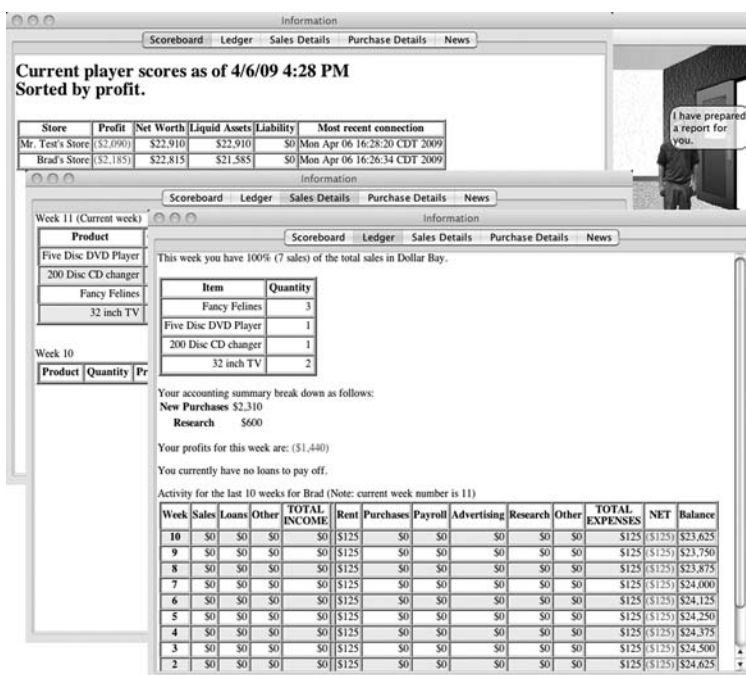 Information
Scoreboard Ledger Sales Details Purchase Details News
Current player scores as of 4/6/09 4:28 PM
Sorted by profit.
Store Profit Net Worth Liquid Assets Liability Most recent connection
Mr. Test's Store ($2,090) $22,910 $22,910 $0 Mon Apr 06 16:28:20 CDT 2009
Brad's Store ($2,185) $22,815 $21,585 $0 Mon Apr 06 16:26:34 CDT 2009
I have prepared
a report for
you.
Information
Scoreboard Ledger Sales Details Purchase Details News
Week 11 (Current week)
Product
Five Disc DVD Player
200 Disc CD changer
Fancy Felines
32 inch TV
Week 10
Product Quantity Pr
Information
Scoreboard Ledger Sales Details Purchase Details News
This week you have 100% (7 sales) of the total sales in Dollar Bay.
Item Quantity
Fancy Felines 3
Five Disc DVD Player 1
200 Disc CD changer 1
32 inch TV 2
Your accounting summary break down as follows:
New Purchases $2,310
Research $600
Your profits for this week are: ($1,440)
You currently have no loans to pay off.
Activity for the last 10 weeks for Brad (Note: current week number is 11)
Week Sales Loans Other TOTAL INCOME Rent Purchases Payroll Advertising Research Other TOTAL EXPENSES NET Balance
10 $0 $0 $0 $0 $125 $0 $0 $0 $0 $0 $125 ($125) $23,625
9 $0 $0 $0 $0 $125 $0 $0 $0 $0 $0 $125 ($125) $23,750
8 $0 $0 $0 $0 $125 $0 $0 $0 $0 $0 $125 ($125) $23,875
7 $0 $0 $0 $0 $125 $0 $0 $0 $0 $0 $125 ($125) $24,000
6 $0 $0 $0 $0 $125 $0 $0 $0 $0 $0 $125 ($125) $24,125
5 $0 $0 $0 $0 $125 $0 $0 $0 $0 $0 $125 ($125) $24,250
4 $0 $0 $0 $0 $125 $0 $0 $0 $0 $0 $125 ($125) $24,375
3 $0 $0 $0 $0 $125 $0 $0 $0 $0 $0 $125 ($125) $24,500
2 $0 $0 $0 $0 $125 $0 $0 $0 $0 $0 $125 ($125) $24,625